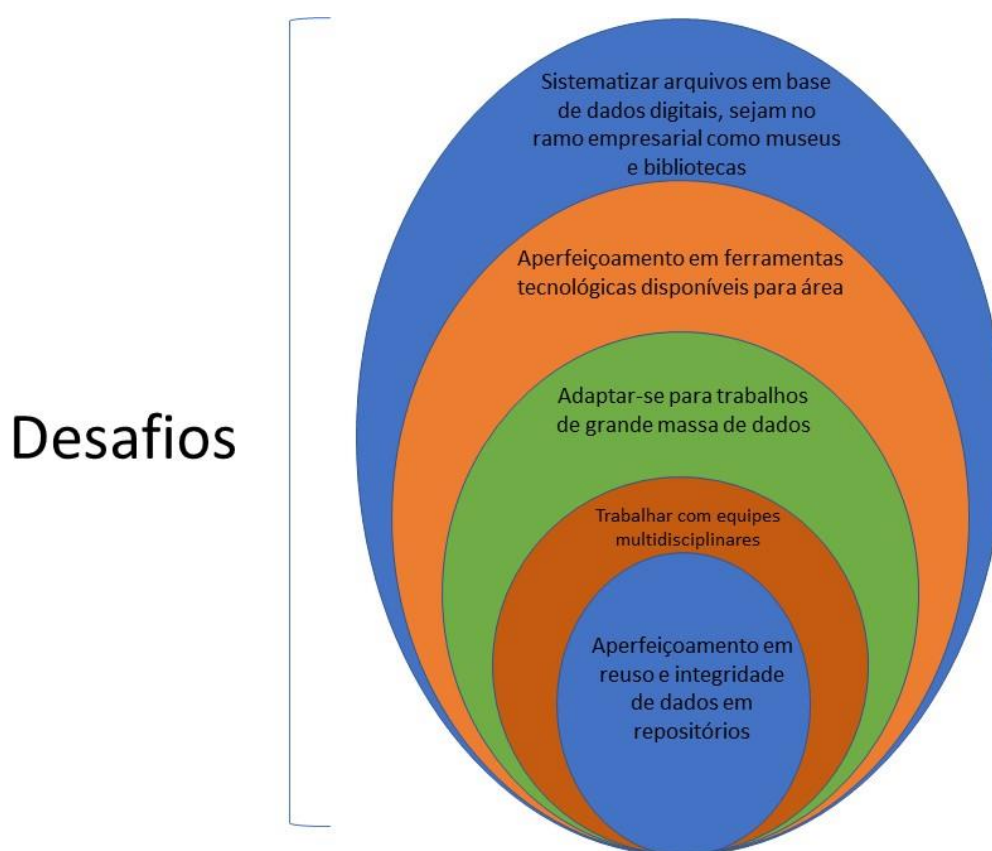 Desafios
Sistematizar arquivos em base
de dados digitais, sejam no
ramo empresarial como museus
e bibliotecas
Aperfeiçoamento em ferramentas
tecnológicas disponíveis para área
Adaptar-se para trabalhos
de grande massa de dados
Trabalhar com equipes
multidisciplinares
Aperfeiçoamento em
reuso e integridade
de dados em
repositórios